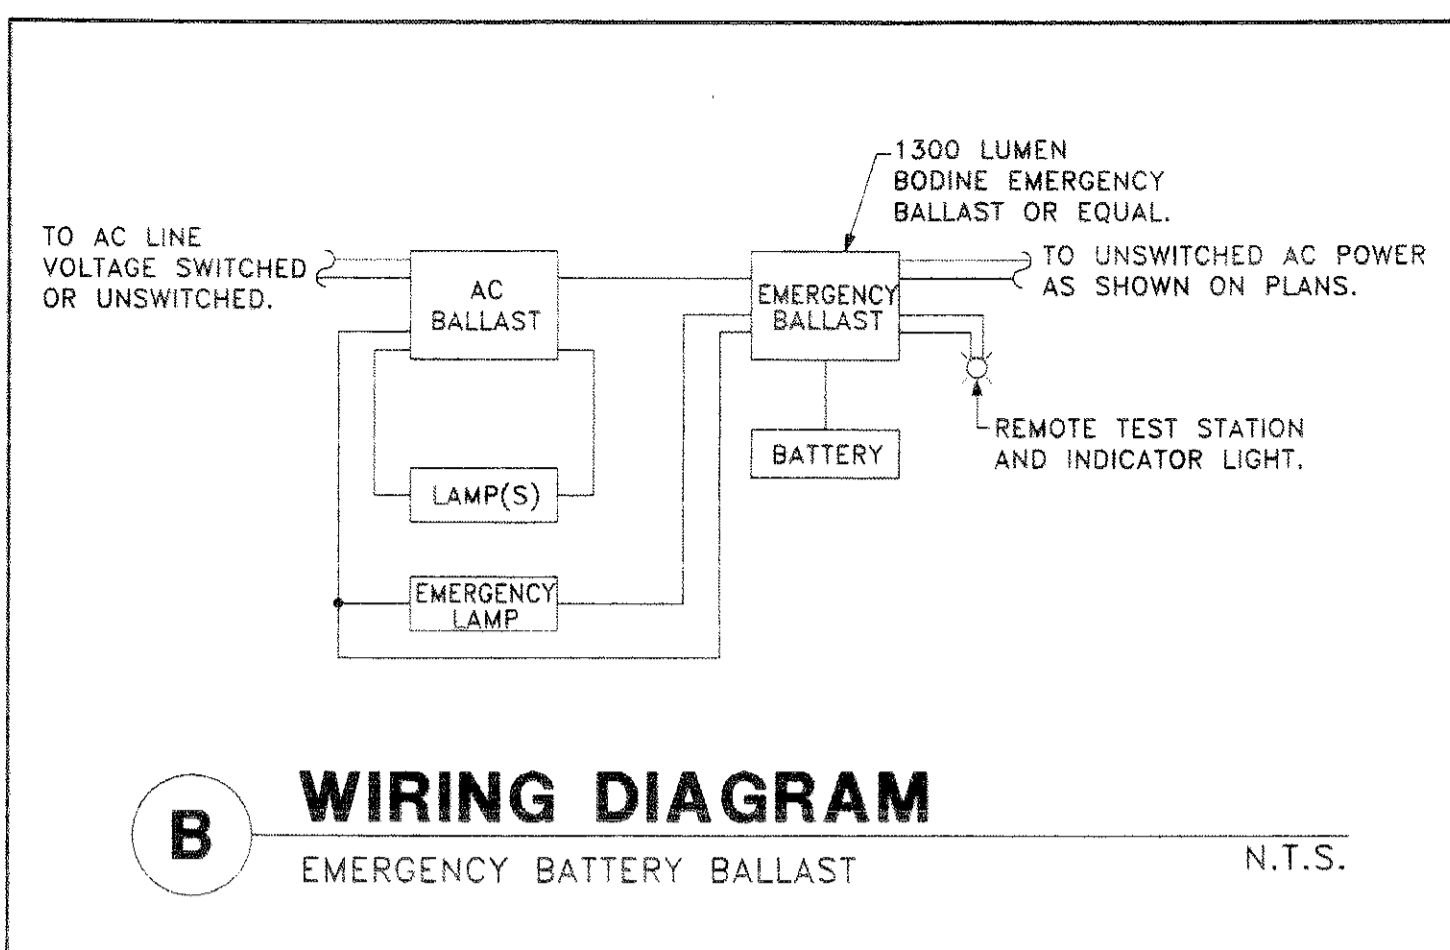 1300 LUMEN
BODINE EMERGENCY
BALLAST OR EQUAL.
TO AC LINE
VOLTAGE SWITCHED
OR UNSWITCHED.
AC
BALLAST
EMERGENCY
BALLAST
TO UNSWITCHED AC POWER
AS SHOWN ON PLANS.
BATTERY
REMOTE TEST STATION
AND INDICATOR LIGHT.
LAMP(S)
EMERGENCY
LAMP
B
WIRING DIAGRAM
EMERGENCY BATTERY BALLAST
N.T.S.